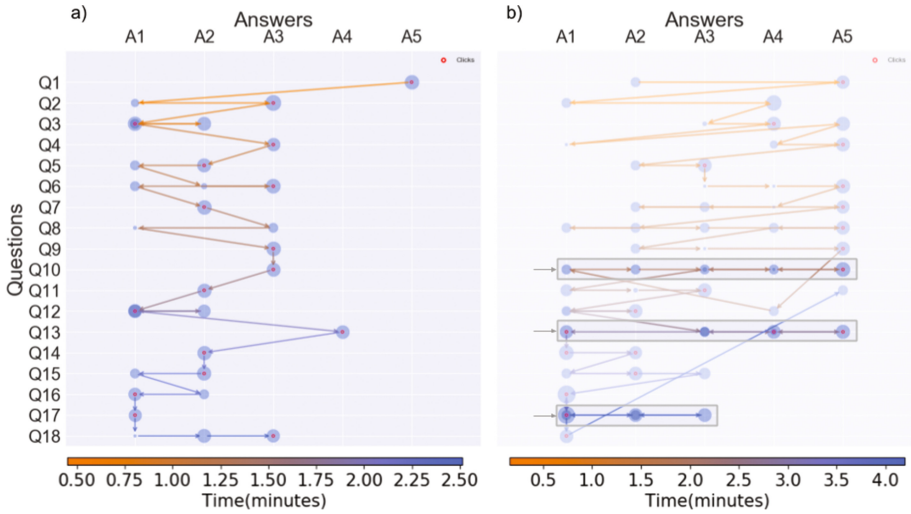 a)
Answers
A1 A2 A3 A4 A5
Clicks
Questions
Q1
Q2
Q3
Q4
Q5
Q6
Q7
Q8
Q9
Q10
Q11
Q12
Q13
Q14
Q15
Q16
Q17
Q18
0.50 0.75 1.00 1.25 1.50 1.75 2.00 2.25 2.50
Time(minutes)
b)
Answers
A1 A2 A3 A4 A5
Clicks
0.5 1.0 1.5 2.0 2.5 3.0 3.5 4.0
Time(minutes)